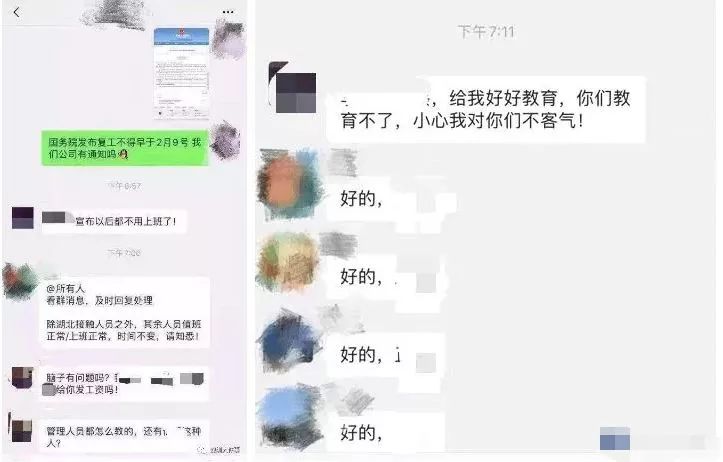 国务院发布复工不得早于2月9号 我
们公司有通知吗
下午6:57
宣布以后都不用上班了！
下午7:06
@所有人
看群消息，及时回复处理
除湖北接触人员之外，其余人员值班
正常/上班正常，时间不变，请知悉！
脑子有问题吗？
给你发工资吗！
管理人员都怎么教的，还有这种
人？
下午 7:11
，给我好好教育，你们教
育不了，小心我对你们不客气！
好的，
好的，
好的，
好的，